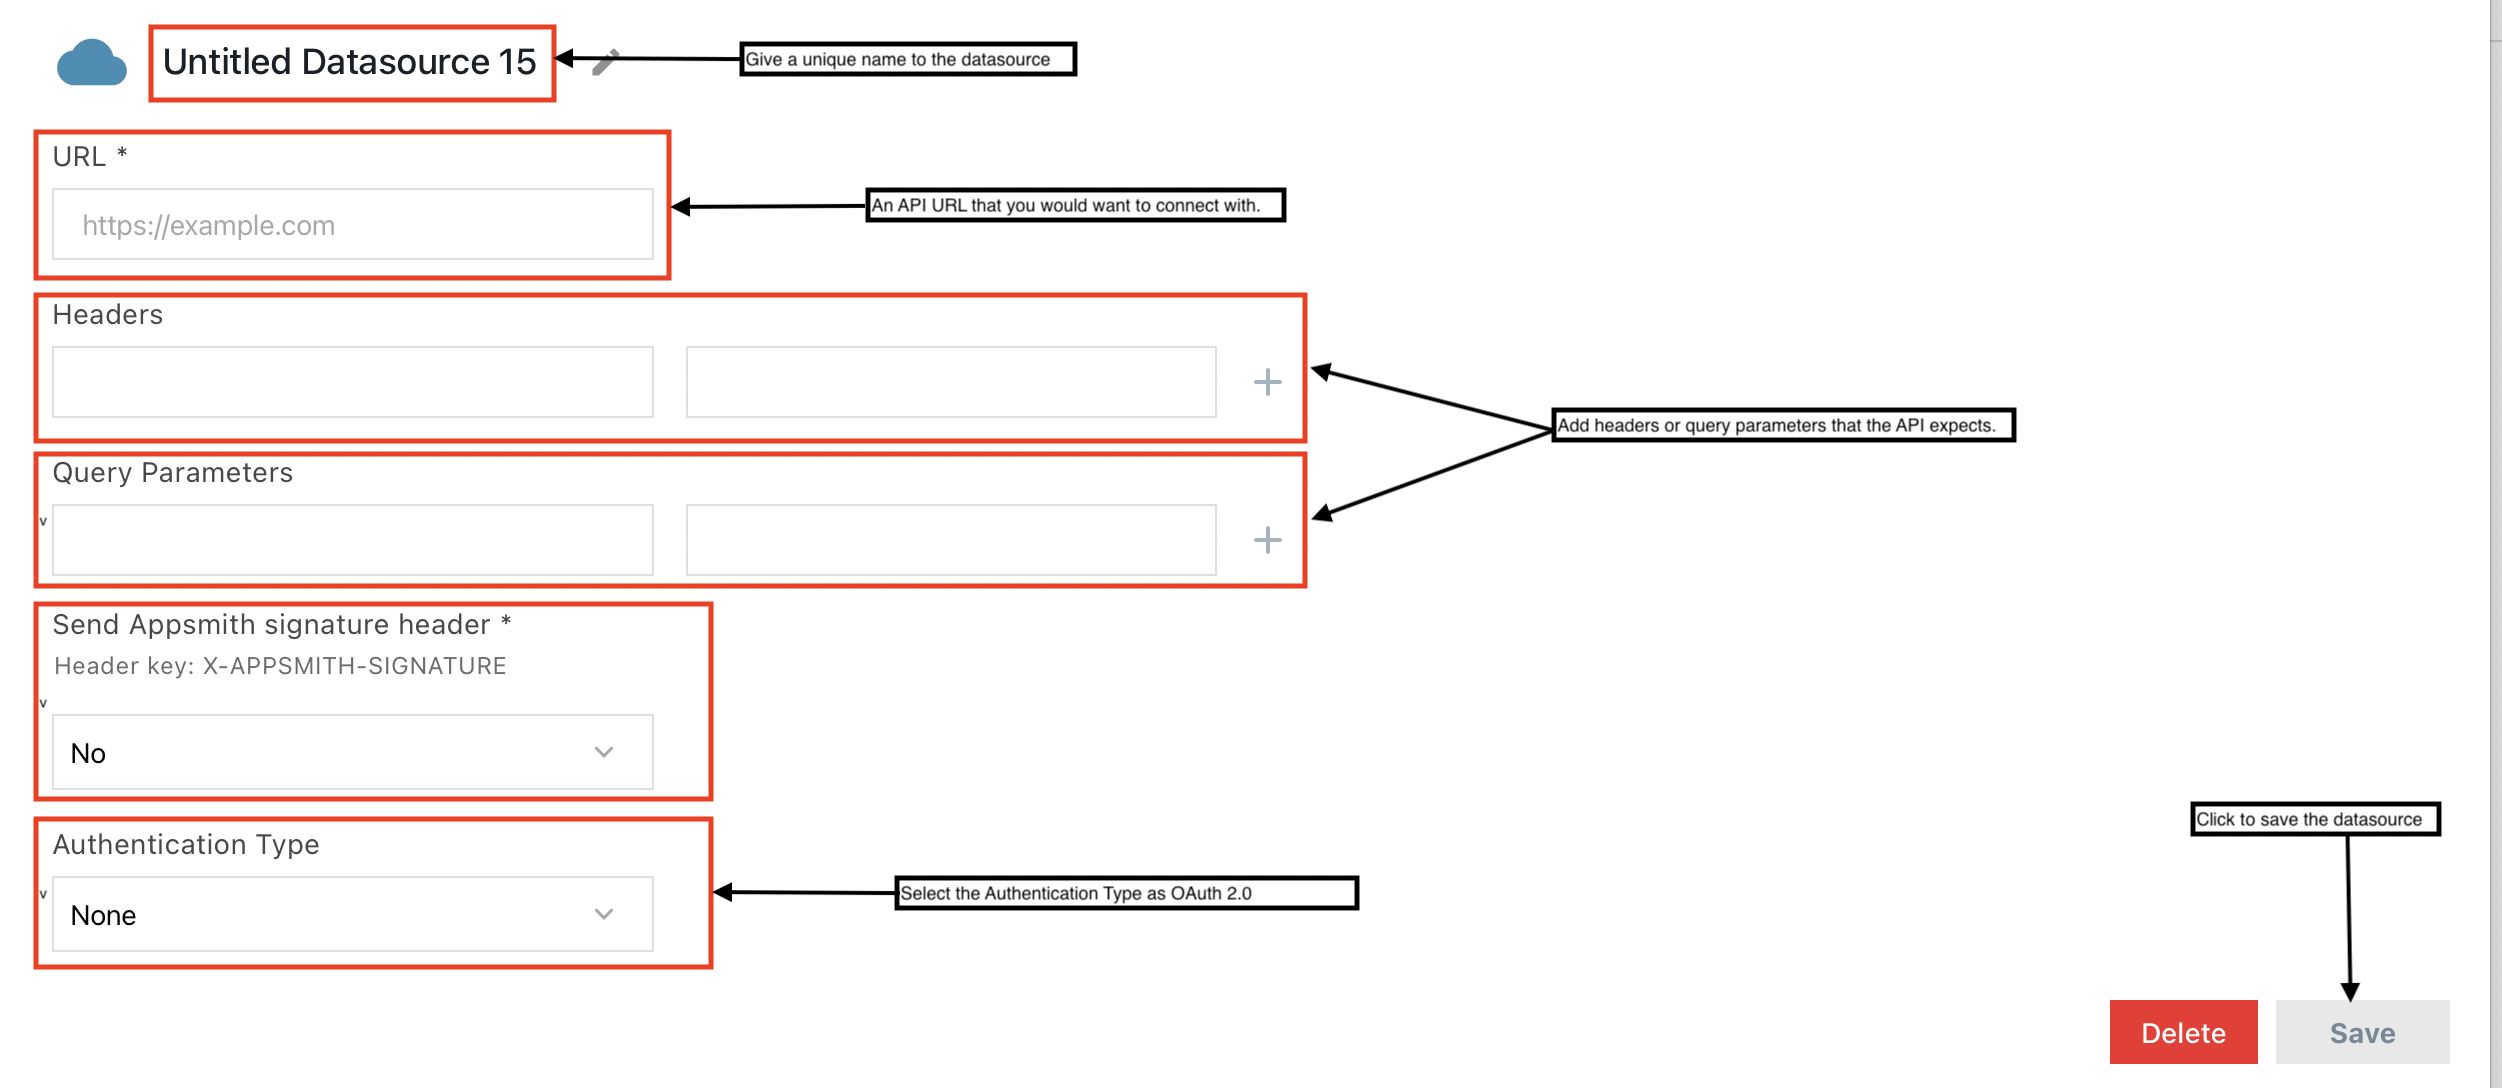 Untitled Datasource 15
Give a unique name to the datasource
URL *
https://example.com
An API URL that you would want to connect with.
Headers
Add headers or query parameters that the API expects.
Query Parameters
v
Send Appsmith signature header *
Header key: X-APPSMITH-SIGNATURE
v
No
Click to save the datasource
Authentication Type
v
None
Select the Authentication Type as OAuth 2.0
Delete
Save